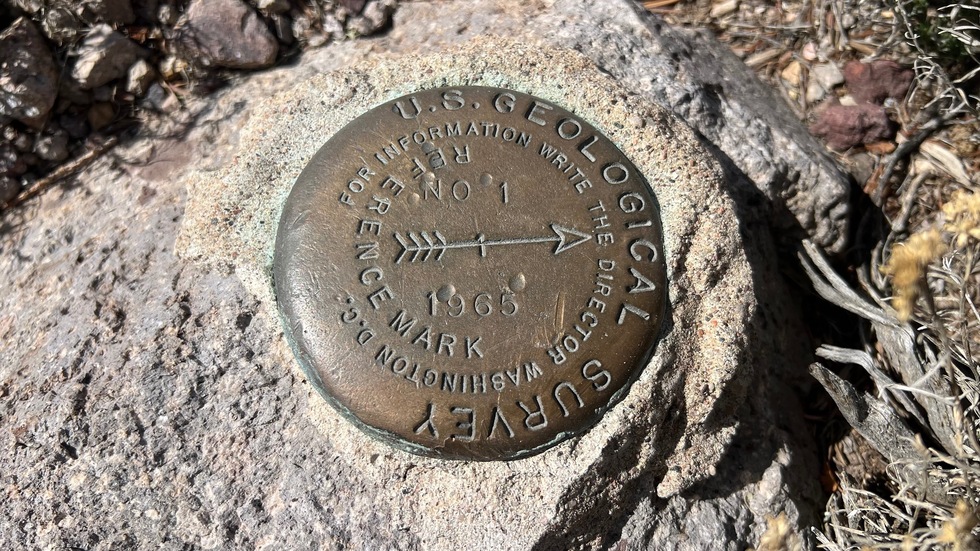 U.S. GEOLOGICAL SURVEY
FOR INFORMATION WRITE THE DIRECTOR WASHINGTON D.C.
REFERENCE MARK
NO 1
1965